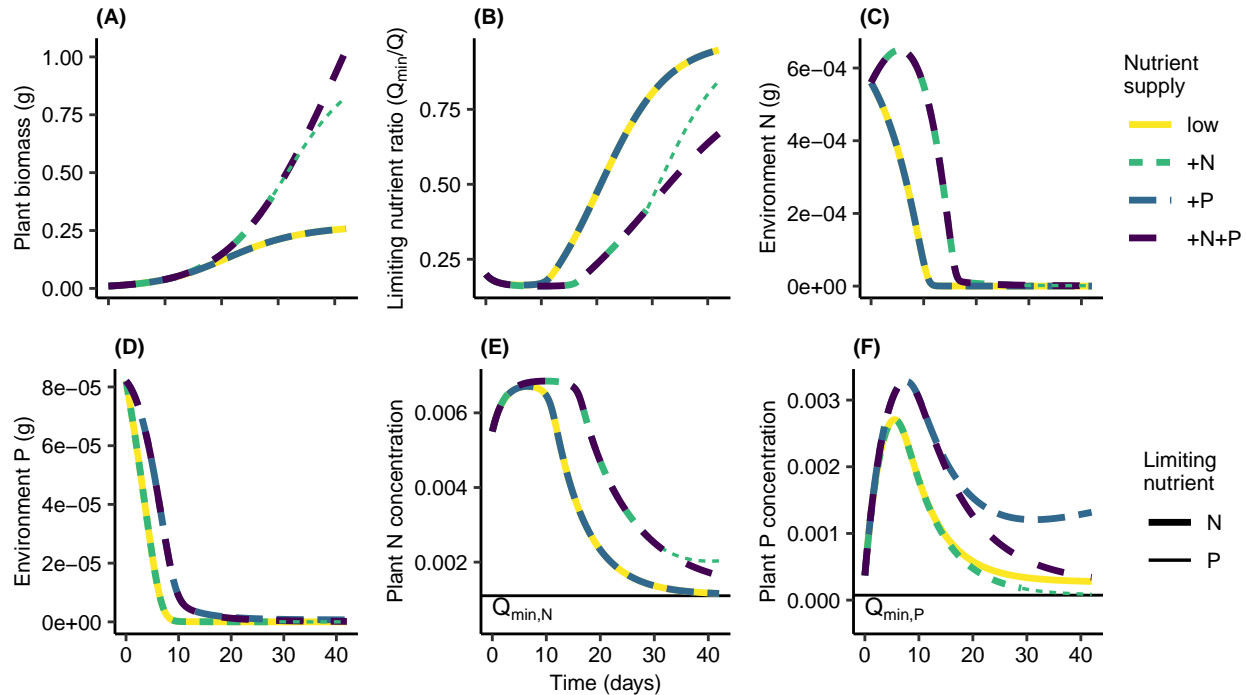 (A)
(B)
(C)
Plant biomass (g)
1.00
0.75
0.50
0.25
0.00
Limiting nutrient ratio (Qmin/Q)
0.75
0.50
0.25
Environment N (g)
6e−04
4e−04
2e−04
0e+00
Nutrient
supply
low
+N
+P
+N+P
(D)
(E)
(F)
Environment P (g)
8e−05
6e−05
4e−05
2e−05
0e+00
0 10 20 30 40
Plant N concentration
0.006
0.004
0.002
Qmin,N
0 10 20 30 40
Time (days)
Plant P concentration
0.003
0.002
0.001
0.000
Qmin,P
0 10 20 30 40
Limiting
nutrient
N
P